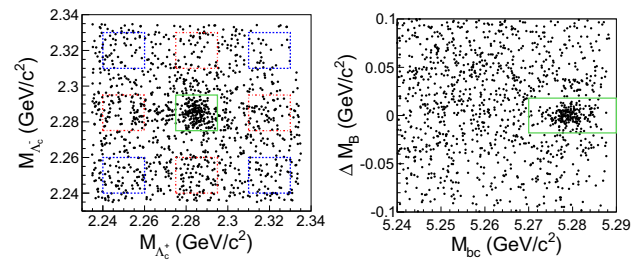 M_Λ̄c⁻ (GeV/c²)
2.34
2.32
2.3
2.28
2.26
2.24
2.24 2.26 2.28 2.3 2.32 2.34
M_Λc⁺ (GeV/c²)
Δ M_B (GeV/c²)
0.1
0.05
0
-0.05
-0.1
5.24 5.25 5.26 5.27 5.28 5.29
M_bc (GeV/c²)